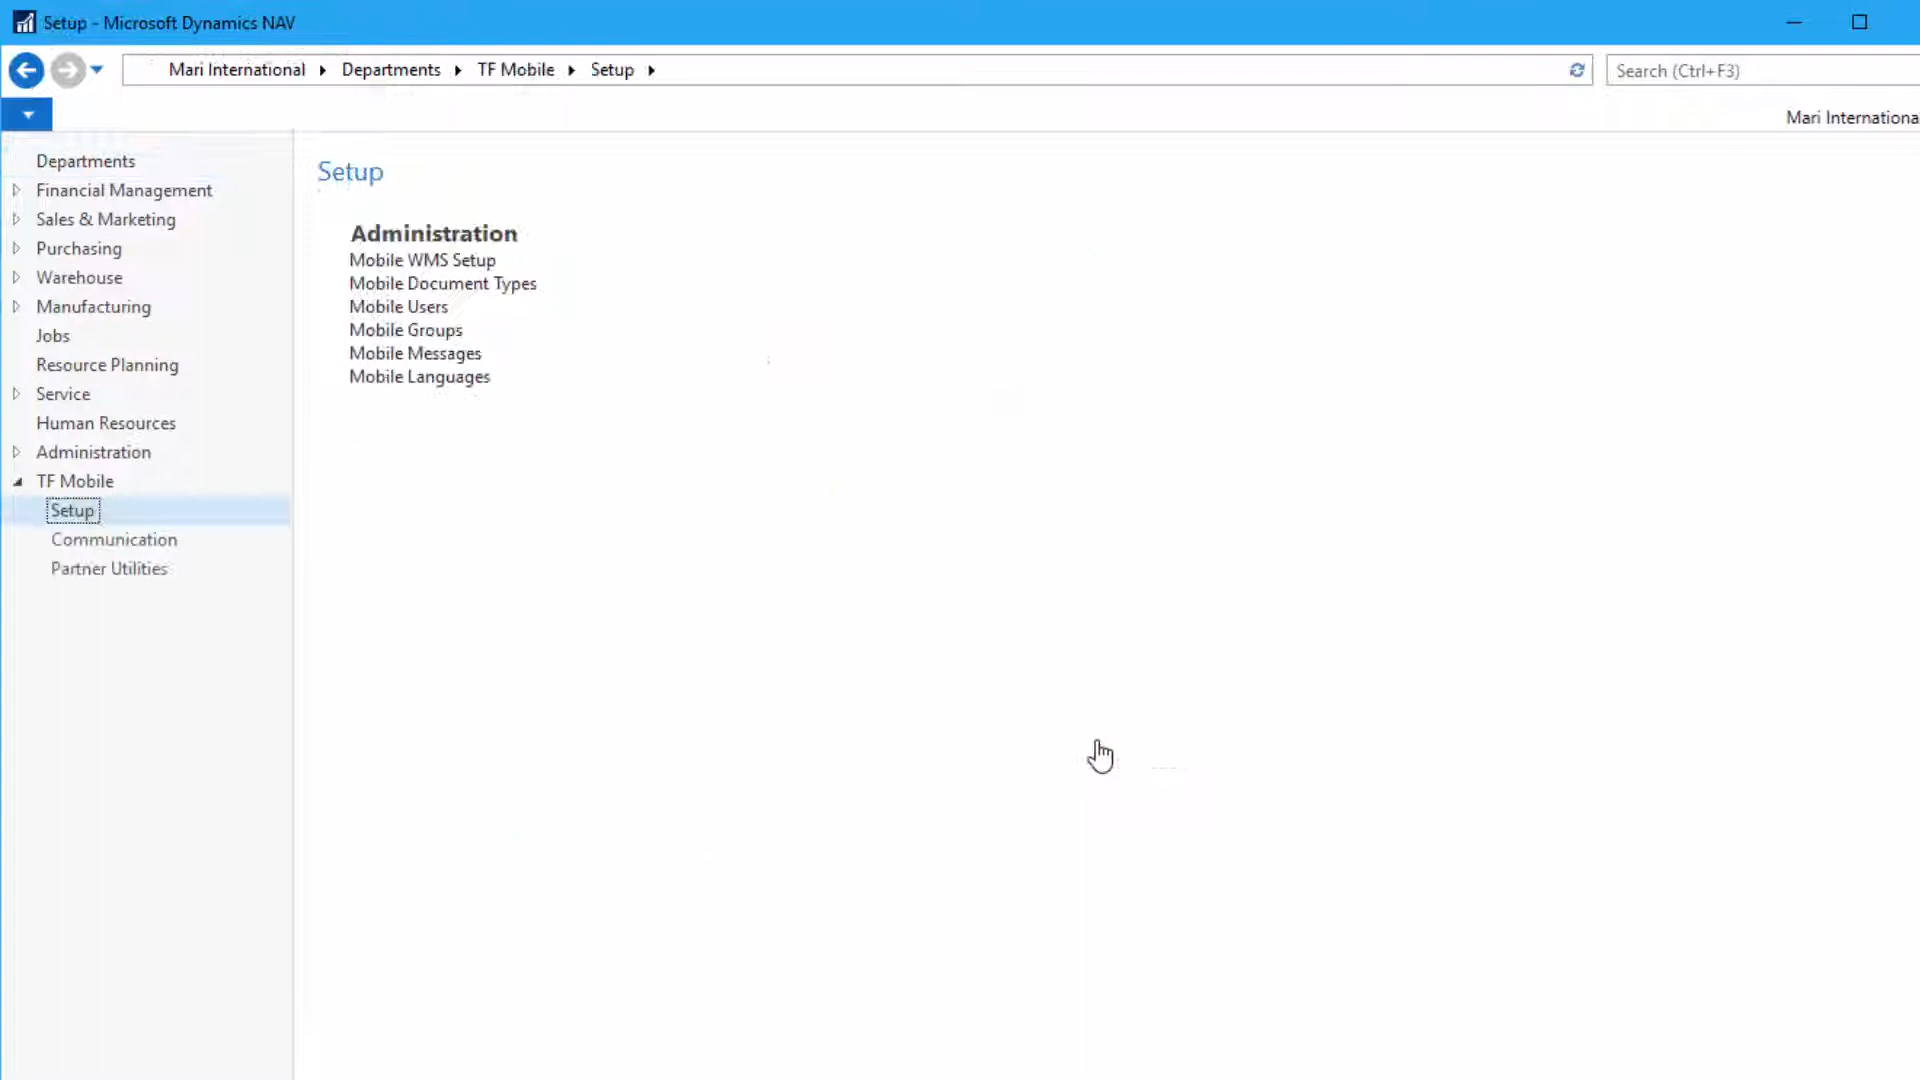 Setup - Microsoft Dynamics NAV
Mari International Departments TF Mobile Setup
Search (Ctrl+F3)
Mari Internationa
Departments
Financial Management
Sales & Marketing
Purchasing
Warehouse
Manufacturing
Jobs
Resource Planning
Service
Human Resources
Administration
TF Mobile
Setup
Communication
Partner Utilities
Setup
Administration
Mobile WMS Setup
Mobile Document Types
Mobile Users
Mobile Groups
Mobile Messages
Mobile Languages